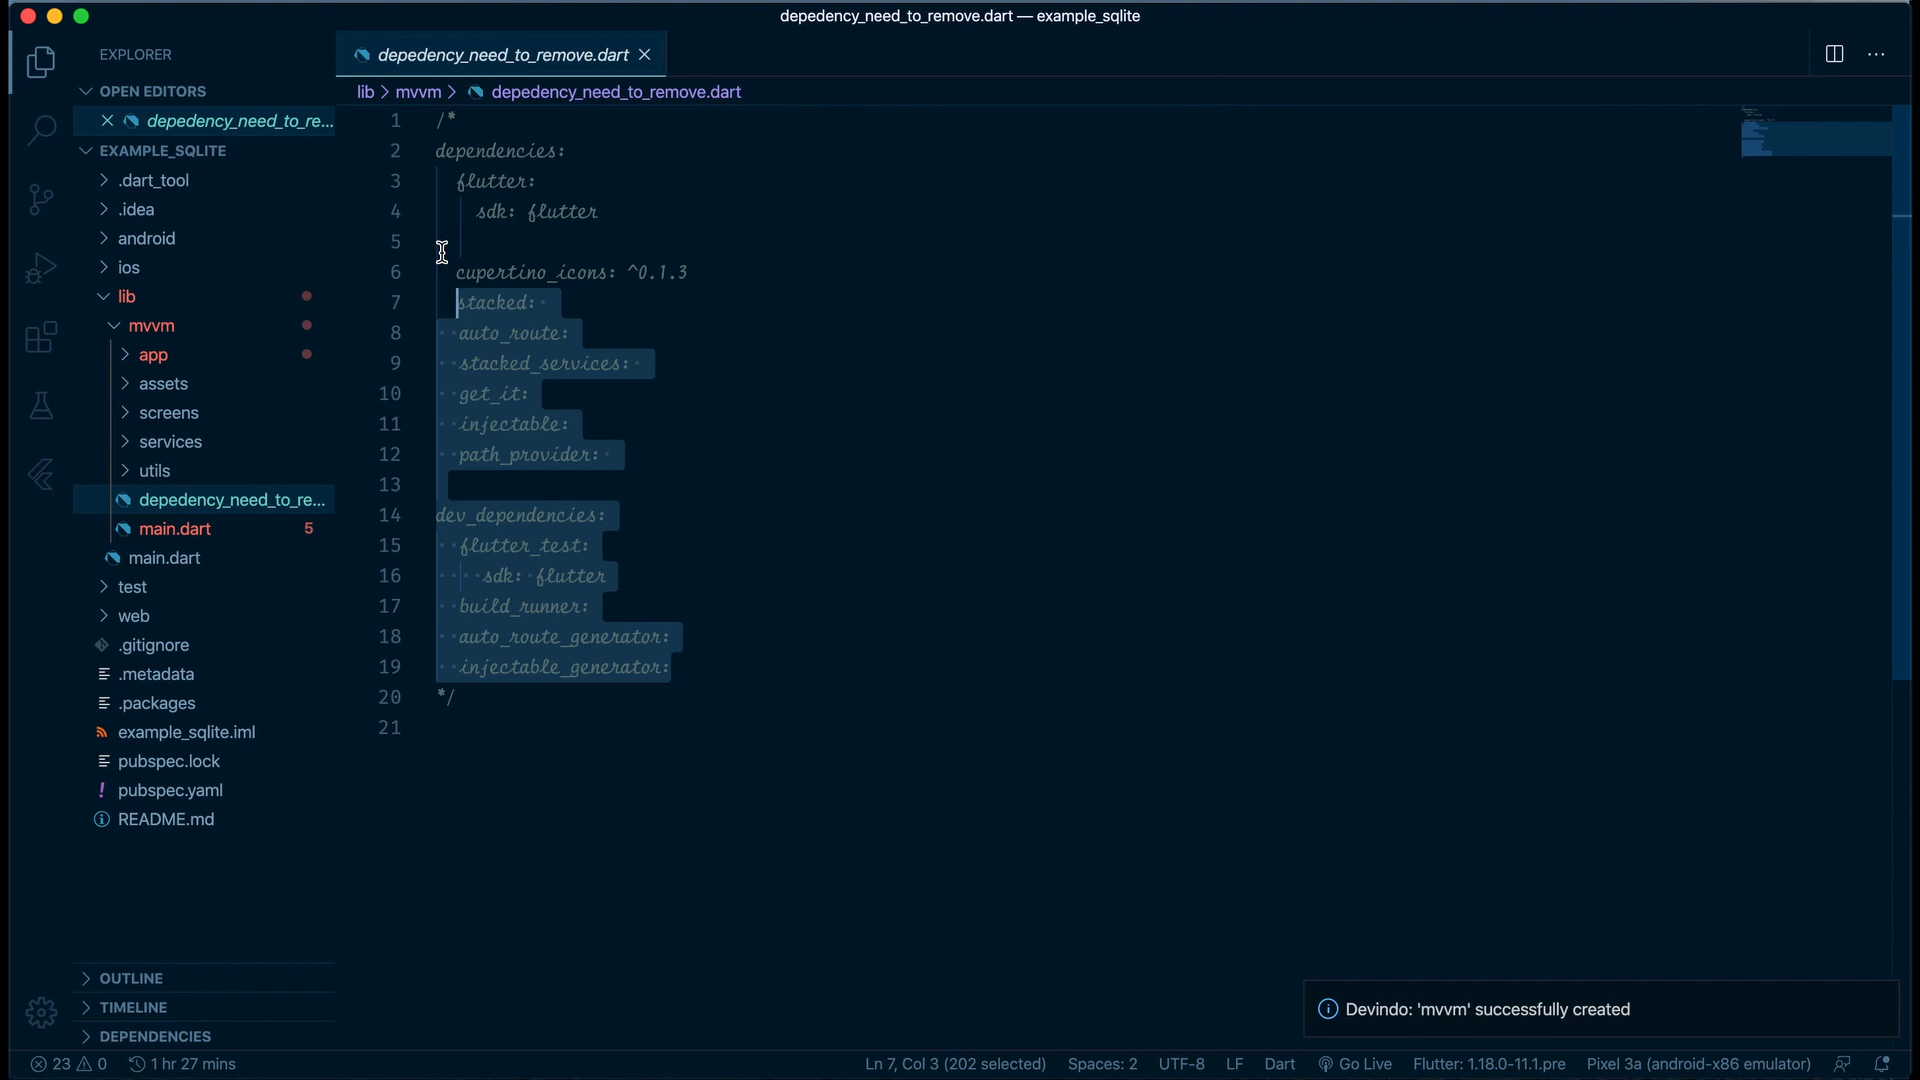 depedency_need_to_remove.dart — example_sqlite
EXPLORER
depedency_need_to_remove.dart
OPEN EDITORS
lib > mvvm > depedency_need_to_remove.dart
depedency_need_to_re...
EXAMPLE_SQLITE
.dart_tool
.idea
android
ios
lib
mvvm
app
assets
screens
services
utils
depedency_need_to_re...
main.dart 5
main.dart
test
web
.gitignore
.metadata
.packages
example_sqlite.iml
pubspec.lock
! pubspec.yaml
README.md
OUTLINE
TIMELINE
DEPENDENCIES
1 /*
2 dependencies:
3 flutter:
4 sdk: flutter
5
6 cupertino_icons: ^0.1.3
7 stacked:
8 auto_route:
9 stacked_services:
10 get_it:
11 injectable:
12 path_provider:
13
14 dev_dependencies:
15 flutter_test:
16 sdk: flutter
17 build_runner:
18 auto_route_generator:
19 injectable_generator:
20 */
21
Devindo: 'mvvm' successfully created
23 0 1 hr 27 mins Ln 7, Col 3 (202 selected) Spaces: 2 UTF-8 LF Dart Go Live Flutter: 1.18.0-11.1.pre Pixel 3a (android-x86 emulator)